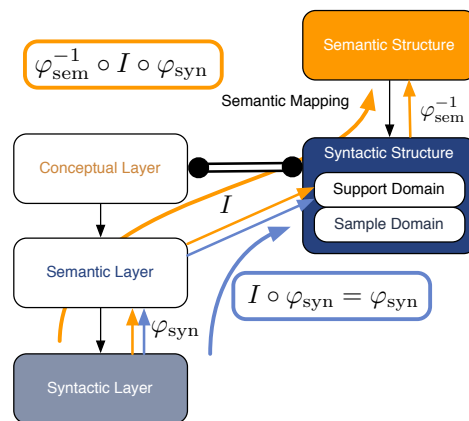 Semantic Structure
φ_sem^{-1} ∘ I ∘ φ_syn
Semantic Mapping
φ_sem^{-1}
Syntactic Structure
Conceptual Layer
Support Domain
I
Sample Domain
Semantic Layer
I ∘ φ_syn = φ_syn
φ_syn
Syntactic Layer